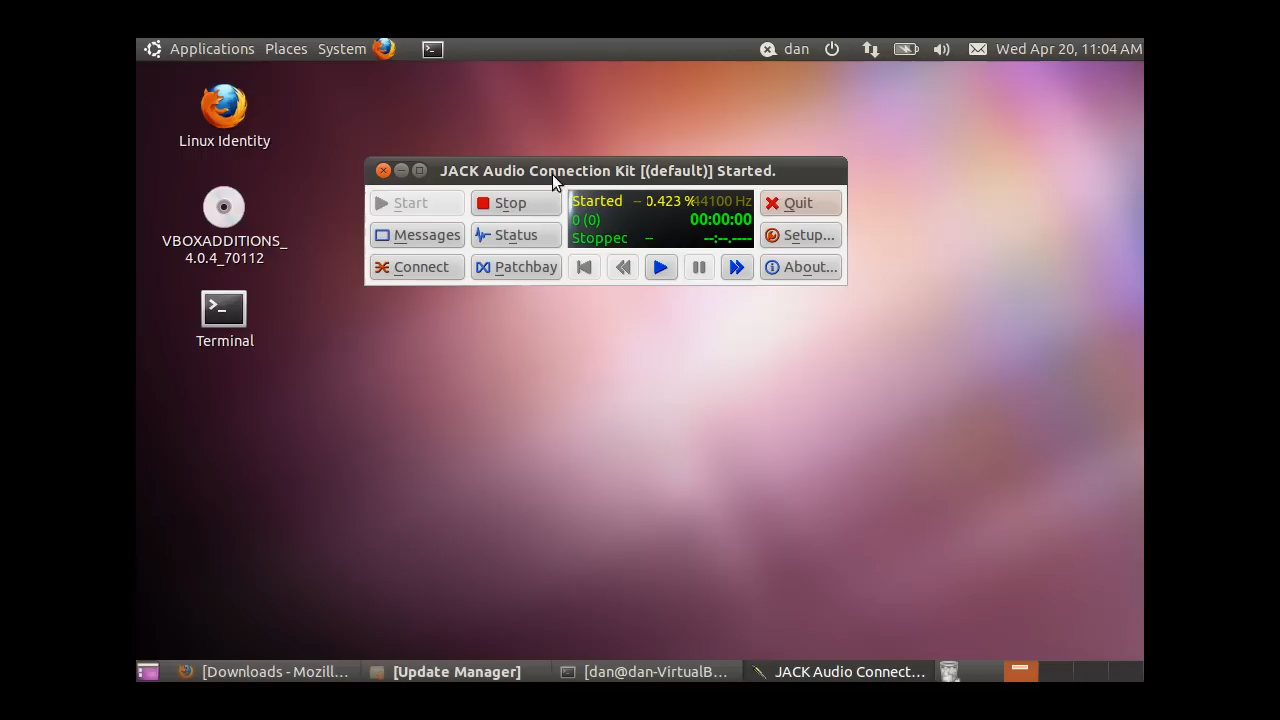 Applications Places System
dan
Wed Apr 20, 11:04 AM
Linux Identity
VBOXADDITIONS_
4.0.4_70112
Terminal
JACK Audio Connection Kit [(default)] Started.
Start Stop Started -- 0.423 % 44100 Hz Quit
0 (0) 00:00:00
Messages Status Stopped -- --:--.---- Setup...
Connect Patchbay About...
[Downloads - Mozill... [Update Manager] [dan@dan-VirtualB... JACK Audio Connect...